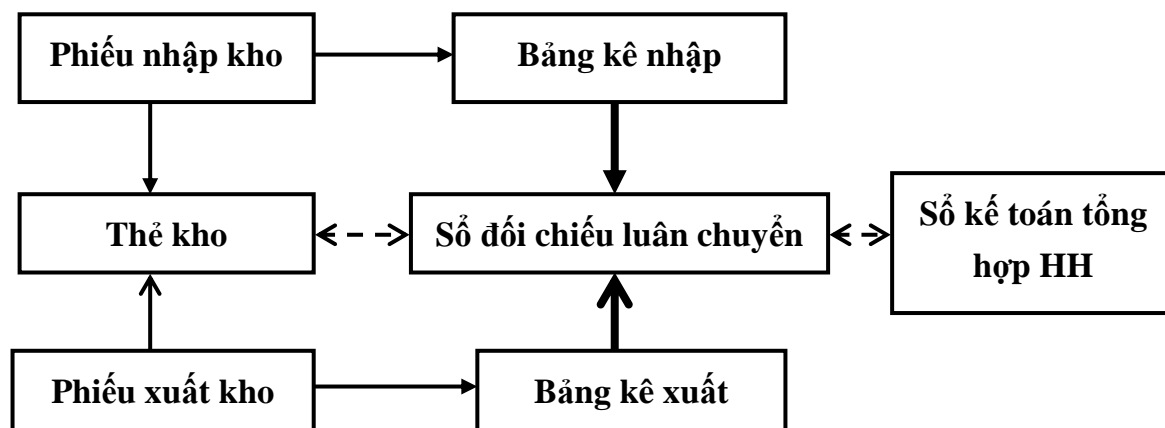 Phiếu nhập kho
Bảng kê nhập
Thẻ kho
Sổ đối chiếu luân chuyển
Sổ kế toán tổng
hợp HH
Phiếu xuất kho
Bảng kê xuất